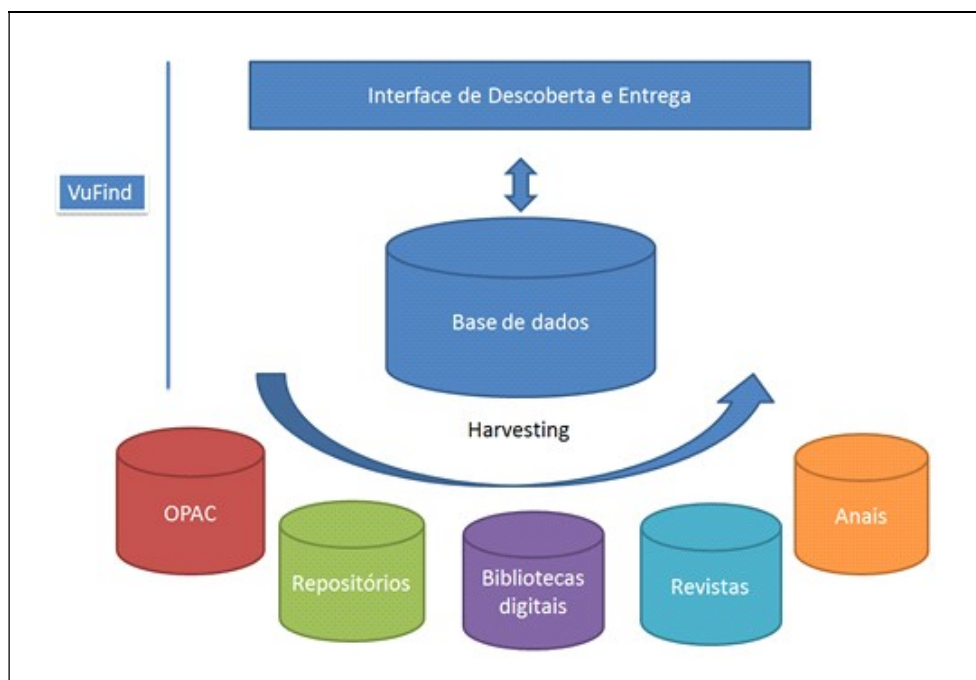 Interface de Descoberta e Entrega
VuFind
Base de dados
Harvesting
OPAC
Repositórios
Bibliotecas
digitais
Revistas
Anais